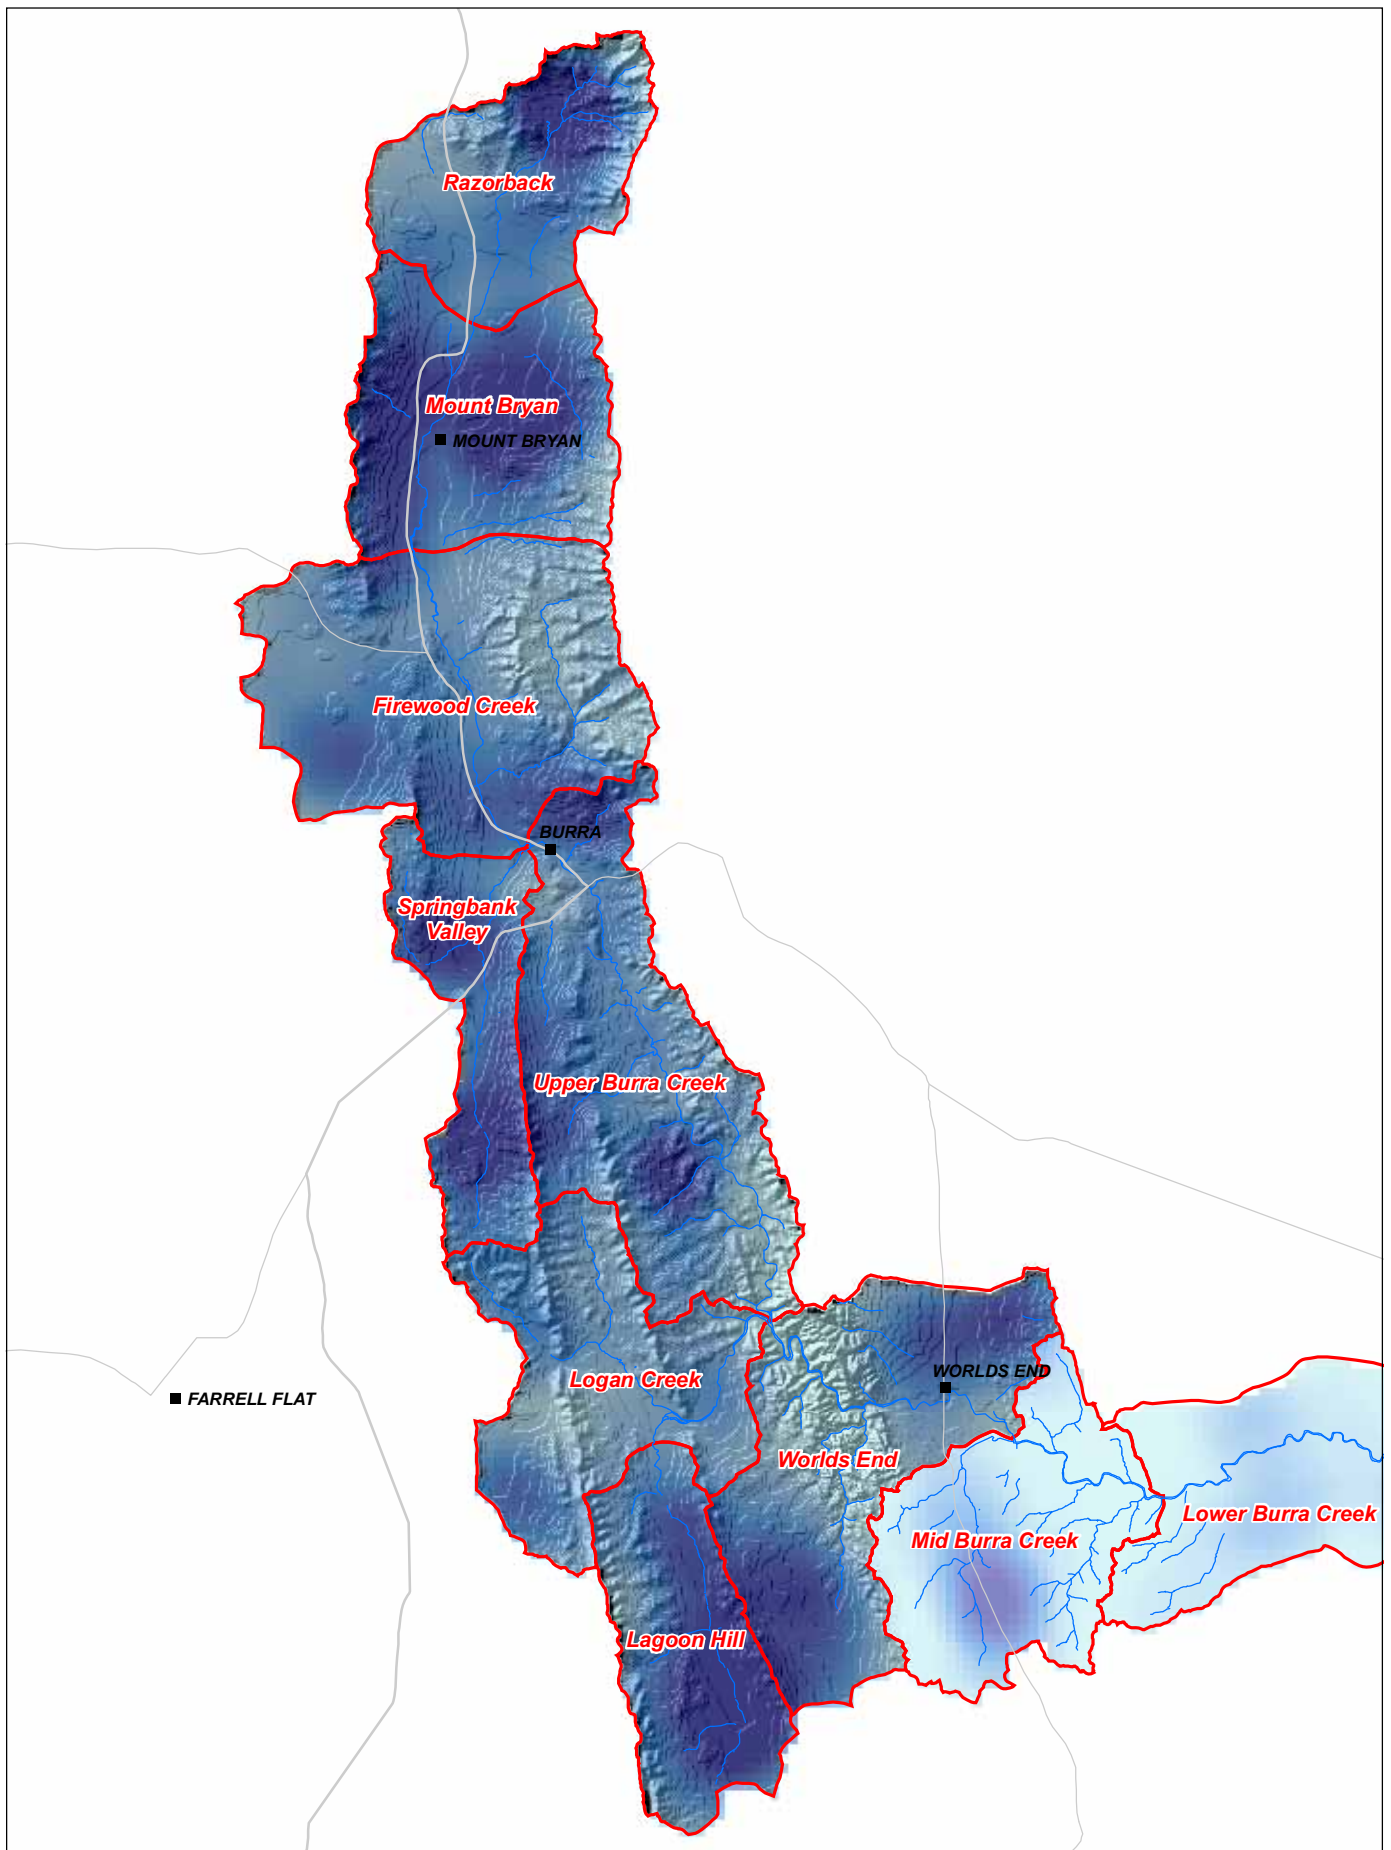 Razorback
Mount Bryan
MOUNT BRYAN
Firewood Creek
BURRA
Springbank
Valley
Upper Burra Creek
WORLDS END
Logan Creek
FARRELL FLAT
Worlds End
Lower Burra Creek
Mid Burra Creek
Lagoon Hill